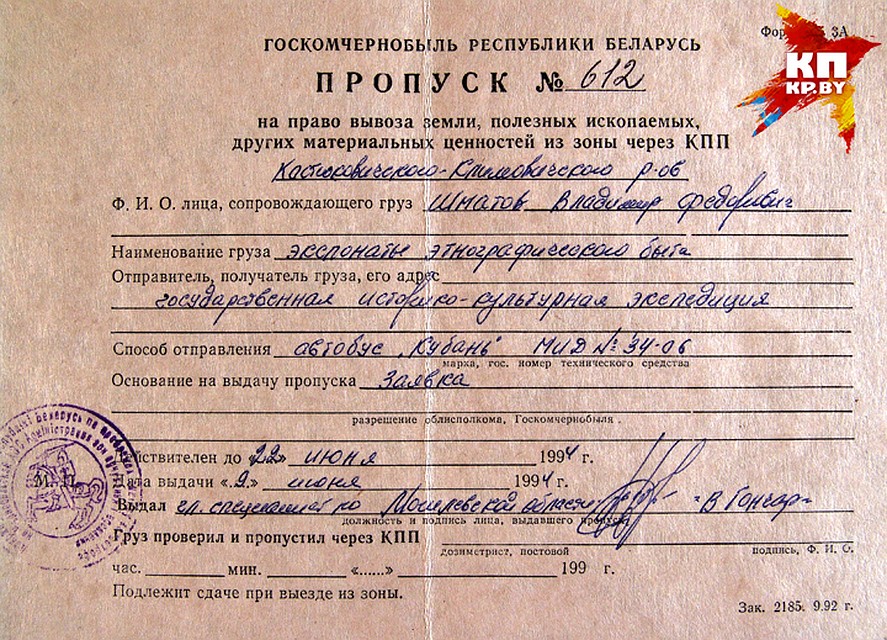 Фор 3А
КП
KP.BY
ГОСКОМЧЕРНОБЫЛЬ РЕСПУБЛИКИ БЕЛАРУСЬ
ПРОПУСК № 612
на право вывоза земли, полезных ископаемых,
других материальных ценностей из зоны через КПП
Костюковичского-Климовичского р-ов
Ф. И. О. лица, сопровождающего груз Шматов Владимир Федорович
Наименование груза экспонаты этнографического быта
Отправитель, получатель груза, его адрес
государственная историко-культурная экспедиция
Способ отправления автобус „Кубань" МИД № 34-06
марка, гос. номер технического средства
Основание на выдачу пропуска Заявка
разрешение облисполкома, Госкомчернобыля
Действителен до «22» июня 1994 г.
М. П. Дата выдачи «9.» июня 1994 г.
Выдал гл. специалист по Могилевской области В Гончар
должность и подпись лица, выдавшего пропуск
Груз проверил и пропустил через КПП
дозиметрист, постовой подпись, Ф. И. О.
час. мин. «......» 199 г.
Подлежит сдаче при выезде из зоны.
Зак. 2185. 9.92 г.